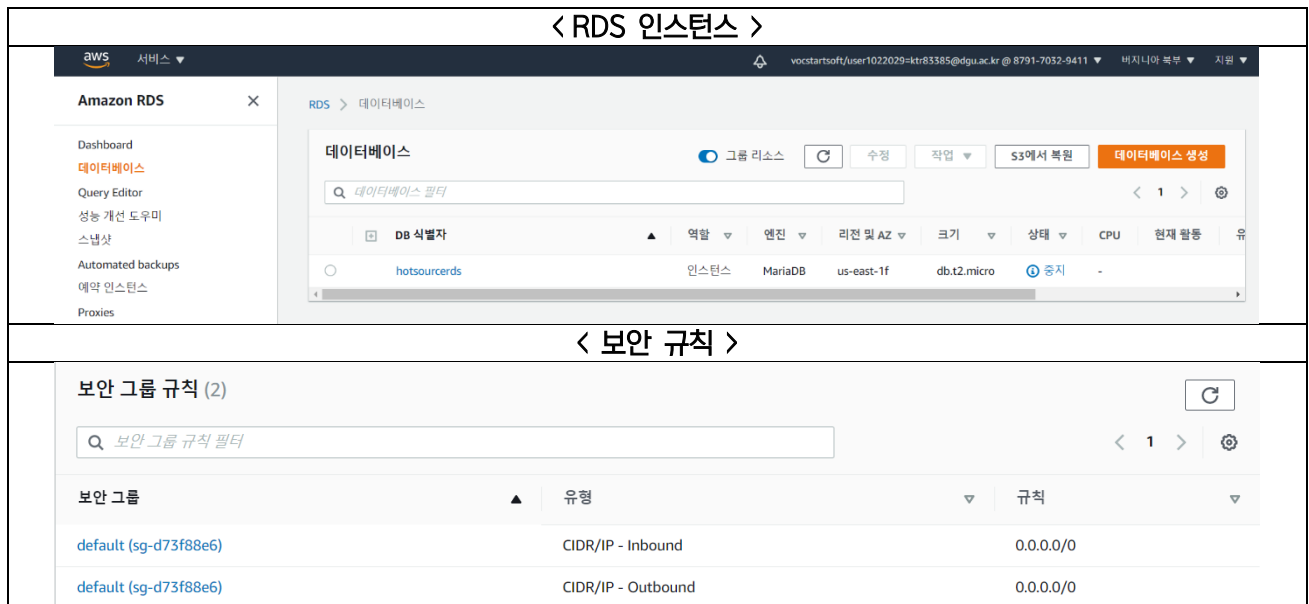 < RDS 인스턴스 >
aws 서비스 ▼ vocstartsoft/user1022029=ktr83385@dgu.ac.kr @ 8791-7032-9411 ▼ 버지니아 북부 ▼ 지원 ▼
Amazon RDS
Dashboard
데이터베이스
Query Editor
성능 개선 도우미
스냅샷
Automated backups
예약 인스턴스
Proxies
RDS > 데이터베이스
데이터베이스 그룹 리소스 수정 작업 ▼ S3에서 복원 데이터베이스 생성
데이터베이스 필터 < 1 >
DB 식별자 ▲ 역할 엔진 리전 및 AZ 크기 상태 CPU 현재 활동 유
hotsourcerds 인스턴스 MariaDB us-east-1f db.t2.micro 중지 -
< 보안 규칙 >
보안 그룹 규칙 (2)
보안 그룹 규칙 필터 < 1 >
보안 그룹 ▲ 유형 규칙
default (sg-d73f88e6) CIDR/IP - Inbound 0.0.0.0/0
default (sg-d73f88e6) CIDR/IP - Outbound 0.0.0.0/0